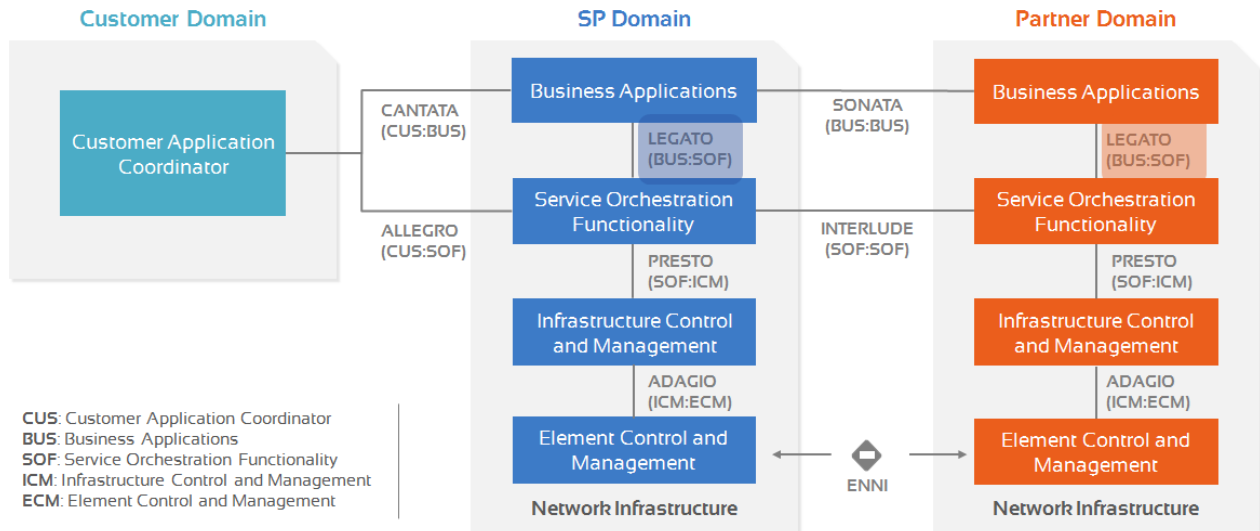 Customer Domain
SP Domain
Partner Domain
Customer Application
Coordinator
CANTATA
(CUS:BUS)
ALLEGRO
(CUS:SOF)
Business Applications
LEGATO
(BUS:SOF)
Service Orchestration
Functionality
PRESTO
(SOF:ICM)
Infrastructure Control
and Management
ADAGIO
(ICM:ECM)
Element Control and
Management
Network Infrastructure
SONATA
(BUS:BUS)
INTERLUDE
(SOF:SOF)
ENNI
Business Applications
LEGATO
(BUS:SOF)
Service Orchestration
Functionality
PRESTO
(SOF:ICM)
Infrastructure Control
and Management
ADAGIO
(ICM:ECM)
Element Control and
Management
Network Infrastructure
CUS: Customer Application Coordinator
BUS: Business Applications
SOF: Service Orchestration Functionality
ICM: Infrastructure Control and Management
ECM: Element Control and Management